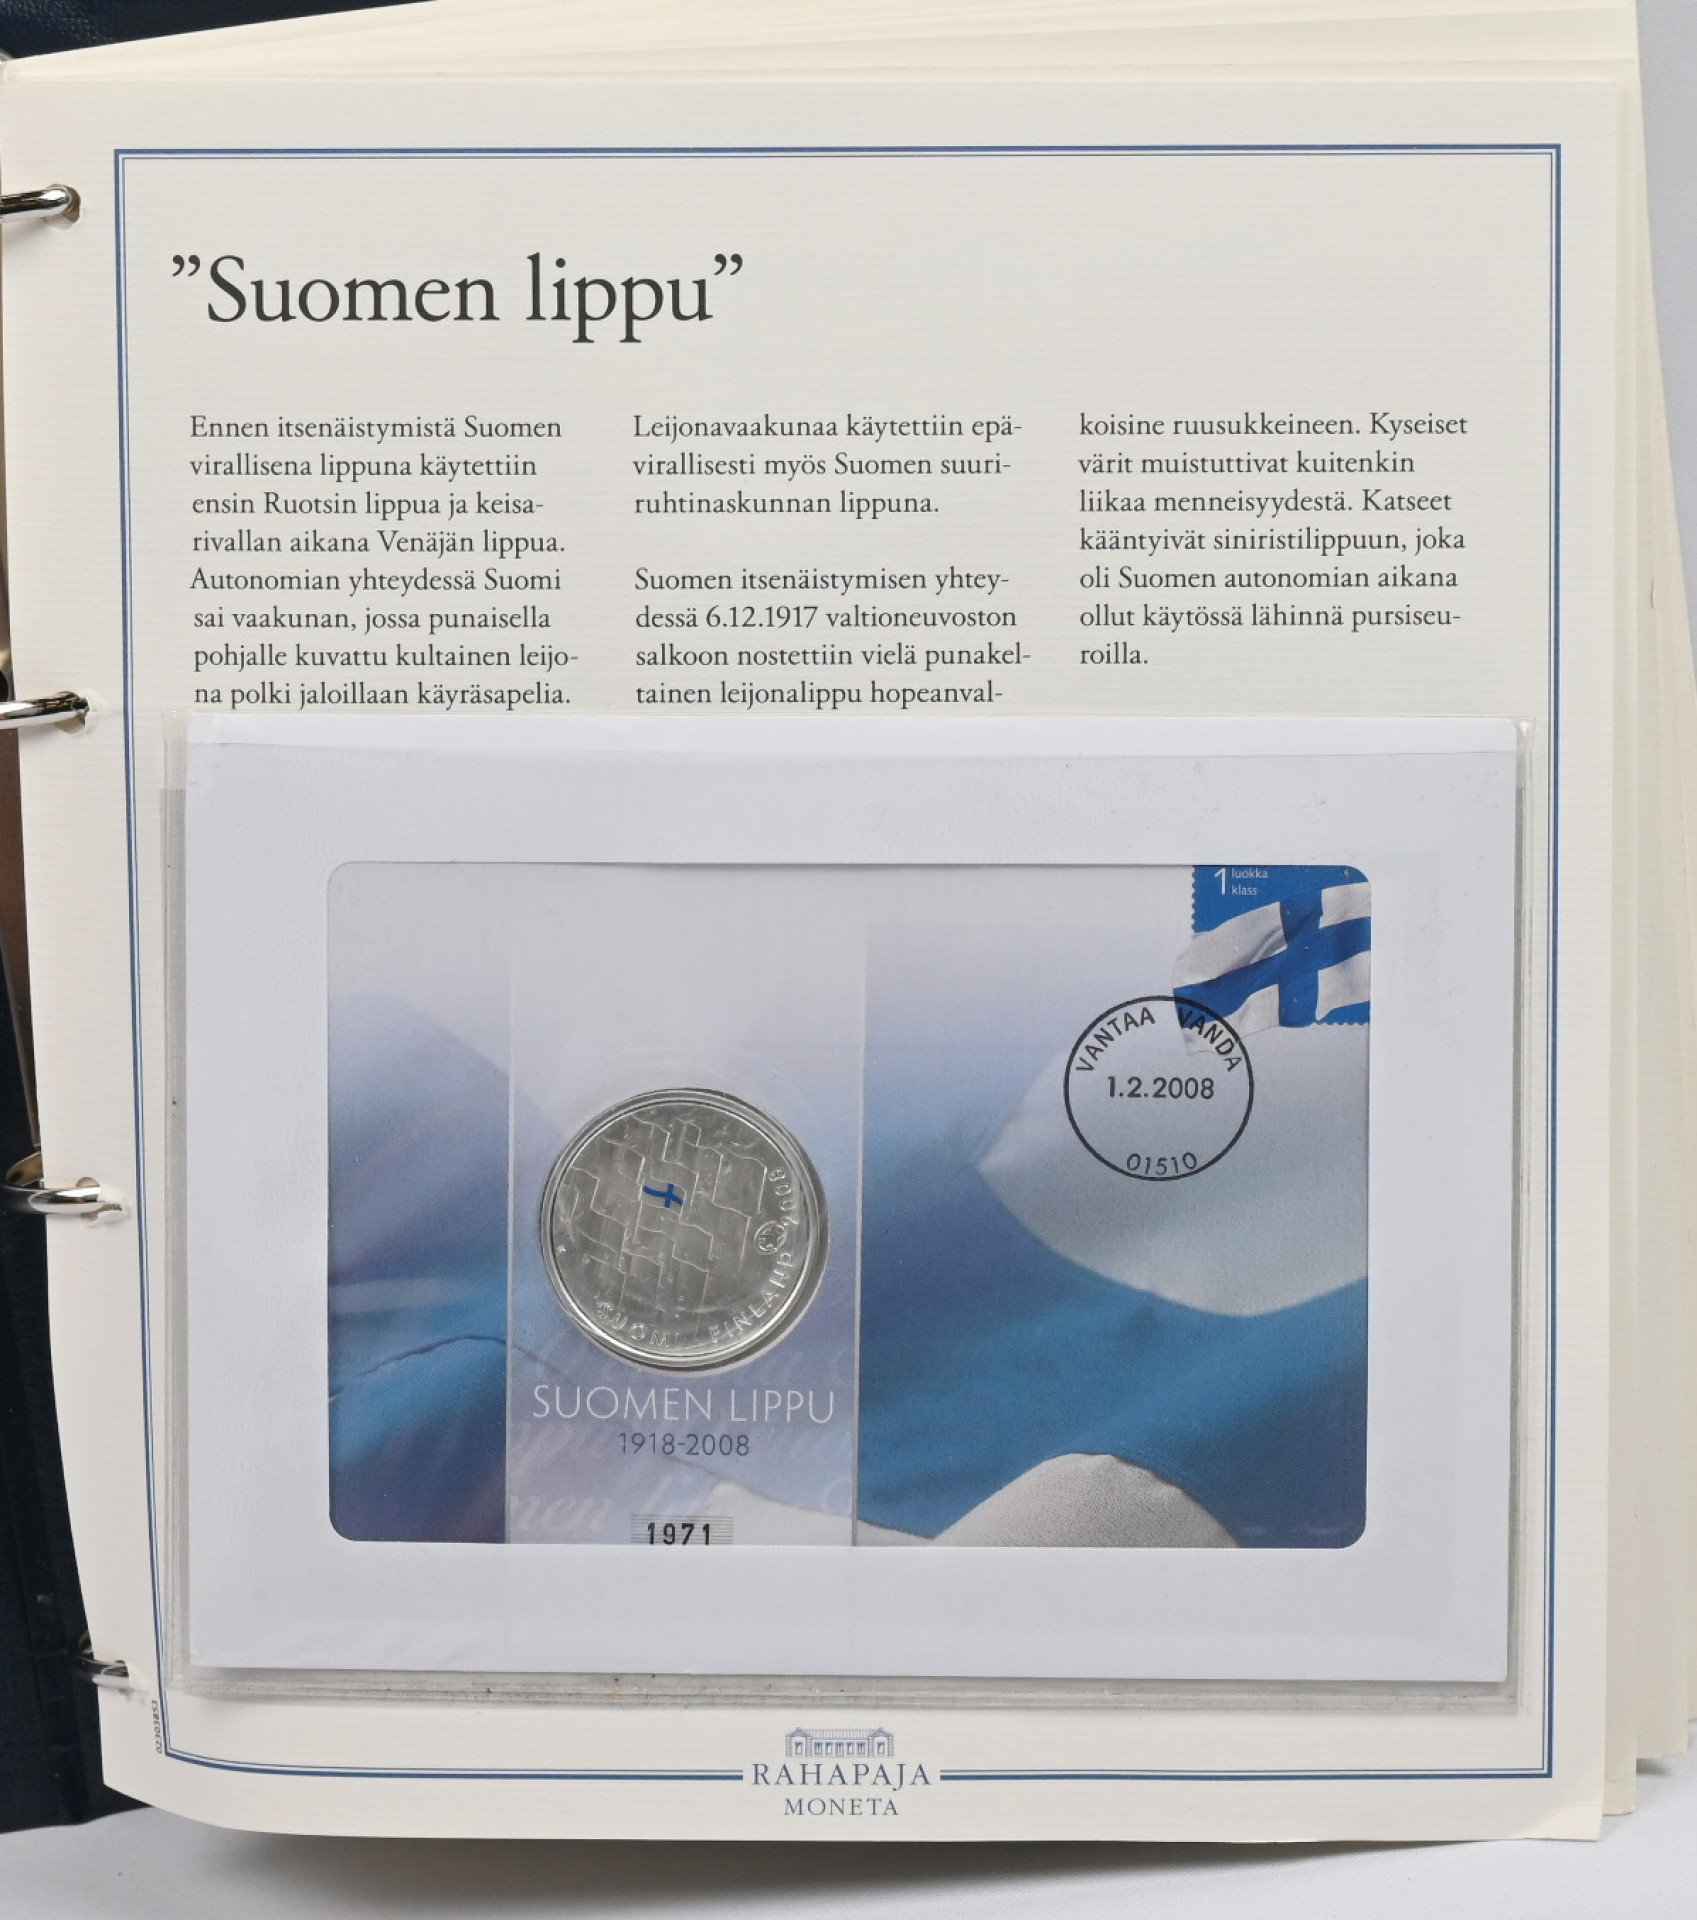 ”Suomen lippu”
Ennen itsenäistymistä Suomen
virallisena lippuna käytettiin
ensin Ruotsin lippua ja keisa-
rivallan aikana Venäjän lippua.
Autonomian yhteydessä Suomi
sai vaakunan, jossa punaisella
pohjalle kuvattu kultainen leijo-
na polki jaloillaan käyräsapelia.
Leijonavaakunaa käytettiin epä-
virallisesti myös Suomen suuri-
ruhtinaskunnan lippuna.
Suomen itsenäistymisen yhtey-
dessä 6.12.1917 valtioneuvoston
salkoon nostettiin vielä punakel-
tainen leijonalippu hopeanval-
koisine ruusukkeineen. Kyseiset
värit muistuttivat kuitenkin
liikaa menneisyydestä. Katseet
kääntyivät siniristilippuun, joka
oli Suomen autonomian aikana
ollut käytössä lähinnä pursiseu-
roilla.
1 luokka
klass
VANTAA VANDA
1.2.2008
01510
SUOMI FINLAND 2008
SUOMEN LIPPU
1918-2008
1971
RAHAPAJA
MONETA